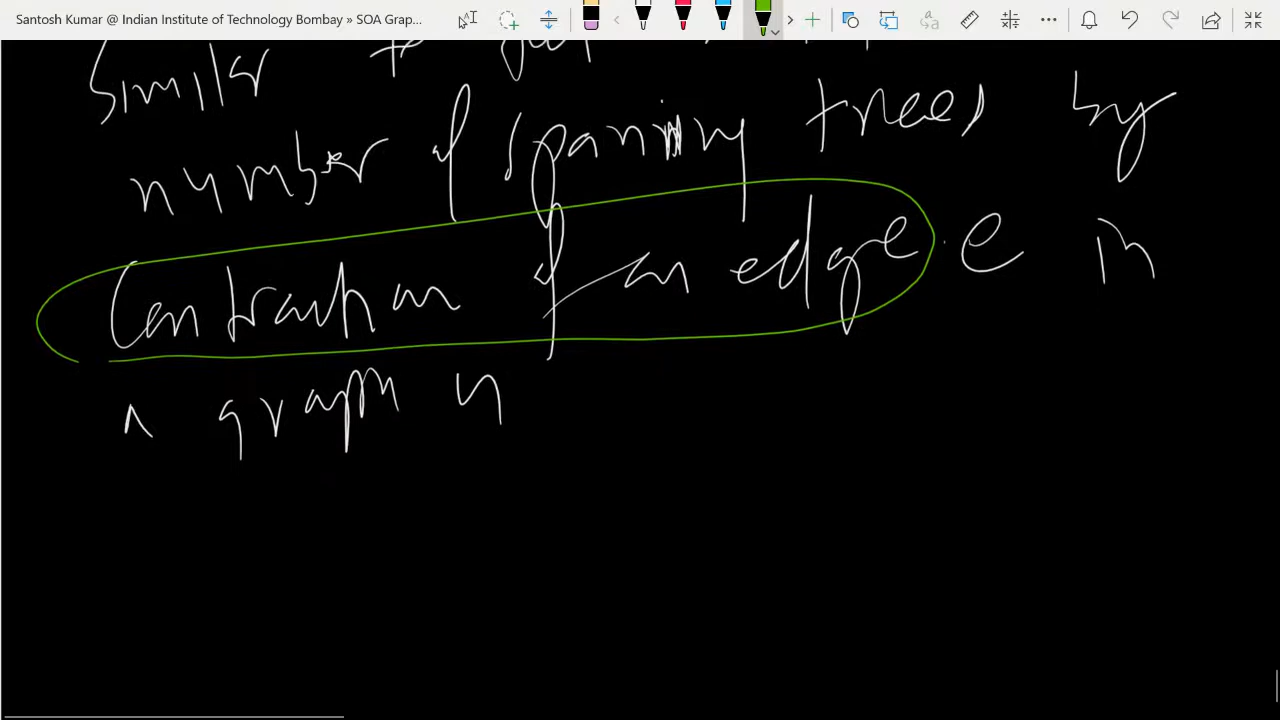 Santosh Kumar @ Indian Institute of Technology Bombay » SOA Grap...
Similar to
number of spanning trees by
Contraction of an edge e in
a graph G